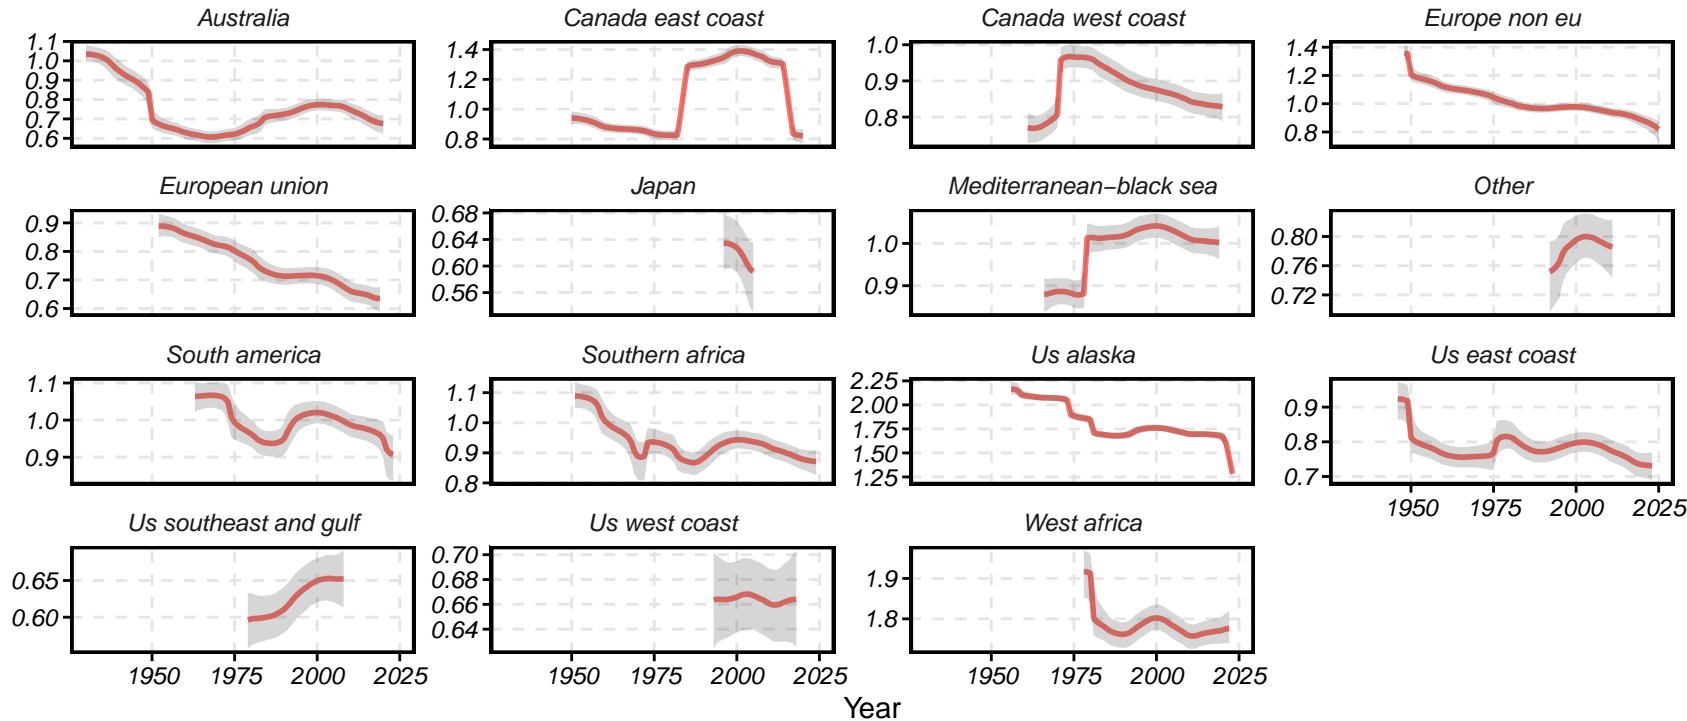 Australia Canada east coast Canada west coast Europe non eu
1.1 1.0 0.9 0.8 0.7 0.6
1.4 1.2 1.0 0.8
1.0 0.9 0.8
1.4 1.2 1.0 0.8
European union Japan Mediterranean−black sea Other
0.9 0.8 0.7 0.6
0.68 0.64 0.60 0.56
1.0 0.9
0.80 0.76 0.72
South america Southern africa Us alaska Us east coast
1.1 1.0 0.9
1.1 1.0 0.9 0.8
2.25 2.00 1.75 1.50 1.25
0.9 0.8 0.7
1950 1975 2000 2025
Us southeast and gulf Us west coast West africa
0.65 0.60
0.70 0.68 0.66 0.64
1.9 1.8
1950 1975 2000 2025 1950 1975 2000 2025 1950 1975 2000 2025
Year